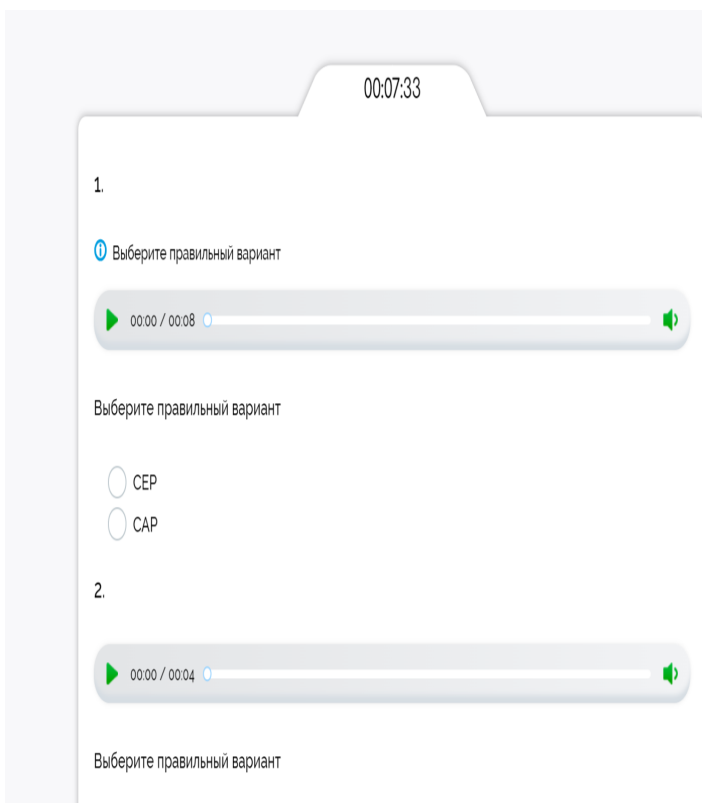 00:07:33
1.
Выберите правильный вариант
00:00 / 00:08
Выберите правильный вариант
СЕР
САР
2.
00:00 / 00:04
Выберите правильный вариант